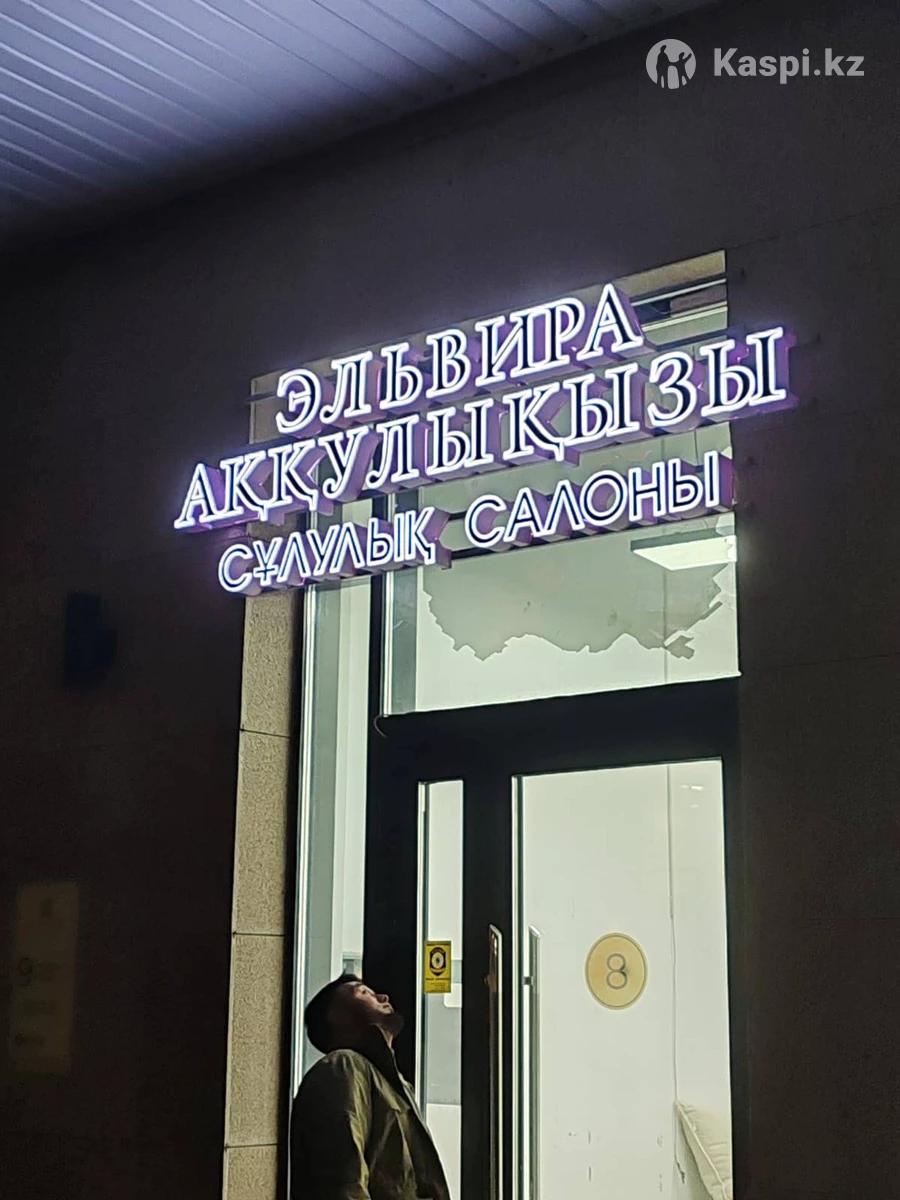 Kaspi.kz
ЭЛЬВИРА
АҚҚУЛЫҚЫЗЫ
СҰЛУЛЫҚ САЛОНЫ
8